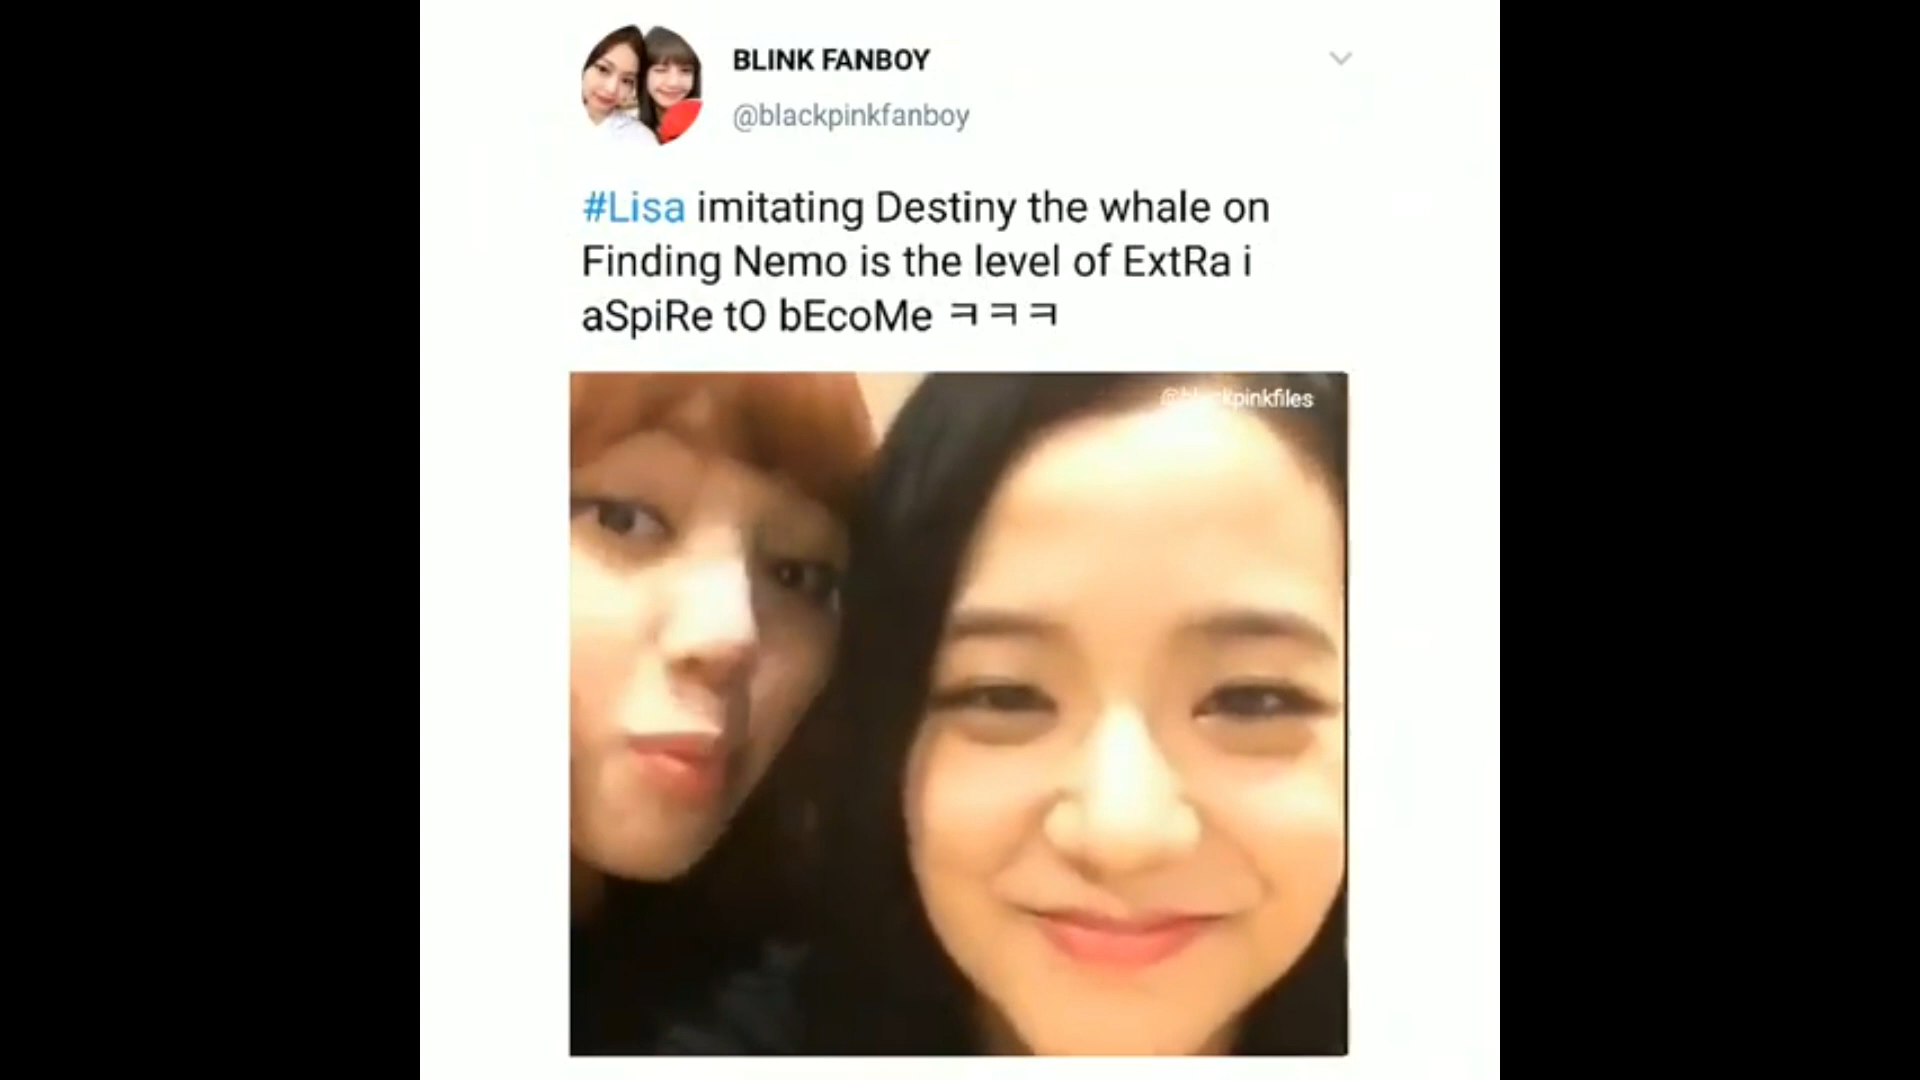 BLINK FANBOY
@blackpinkfanboy
#Lisa imitating Destiny the whale on
Finding Nemo is the level of ExtRa i
aSpiRe tO bEcoMe ㅋㅋㅋ
@blackpinkfiles